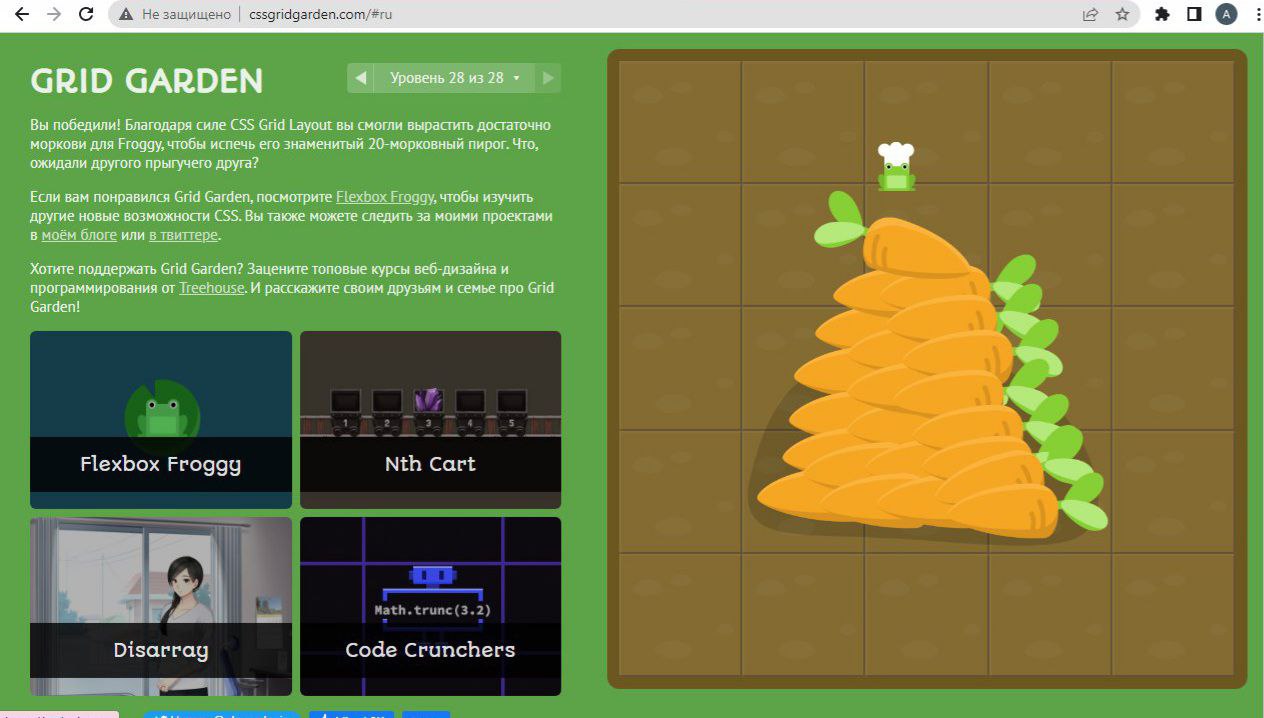 Не защищено
cssgridgarden.com/#ru
A
GRID GARDEN
Уровень 28 из 28
Вы победили! Благодаря силе CSS Grid Layout вы смогли вырастить достаточно
моркови для Froggy, чтобы испечь его знаменитый 20-морковный пирог. Что,
ожидали другого прыгучего друга?
Если вам понравился Grid Garden, посмотрите Flexbox Froggy, чтобы изучить
другие новые возможности CSS. Вы также можете следить за моими проектами
в моём блоге или в твиттере.
Хотите поддержать Grid Garden? Зацените топовые курсы веб-дизайна и
программирования от Treehouse. И расскажите своим друзьям и семье про Grid
Garden!
Flexbox Froggy
1 2 3 4 5
Nth Cart
Disarray
Math.trunc(3.2)
Code Crunchers